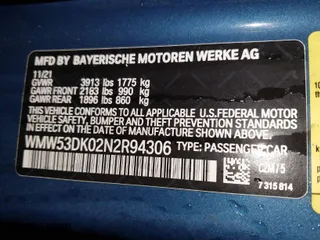 MFD BY BAYERISCHE MOTOREN WERKE AG
11/21
GVWR 3913 lbs 1775 kg
GAWR FRONT 2183 lbs 990 kg
GAWR REAR 1896 lbs 860 kg
THIS VEHICLE CONFORMS TO ALL APPLICABLE U.S. FEDERAL MOTOR
VEHICLE SAFETY, BUMPER AND THEFT PREVENTION STANDARDS
IN EFFECT ON THE DATE OF MANUFACTURE SHOWN ABOVE.
WMW53DK02N2R94306 TYPE: PASSENGER CAR
C2M/5
7 315 814